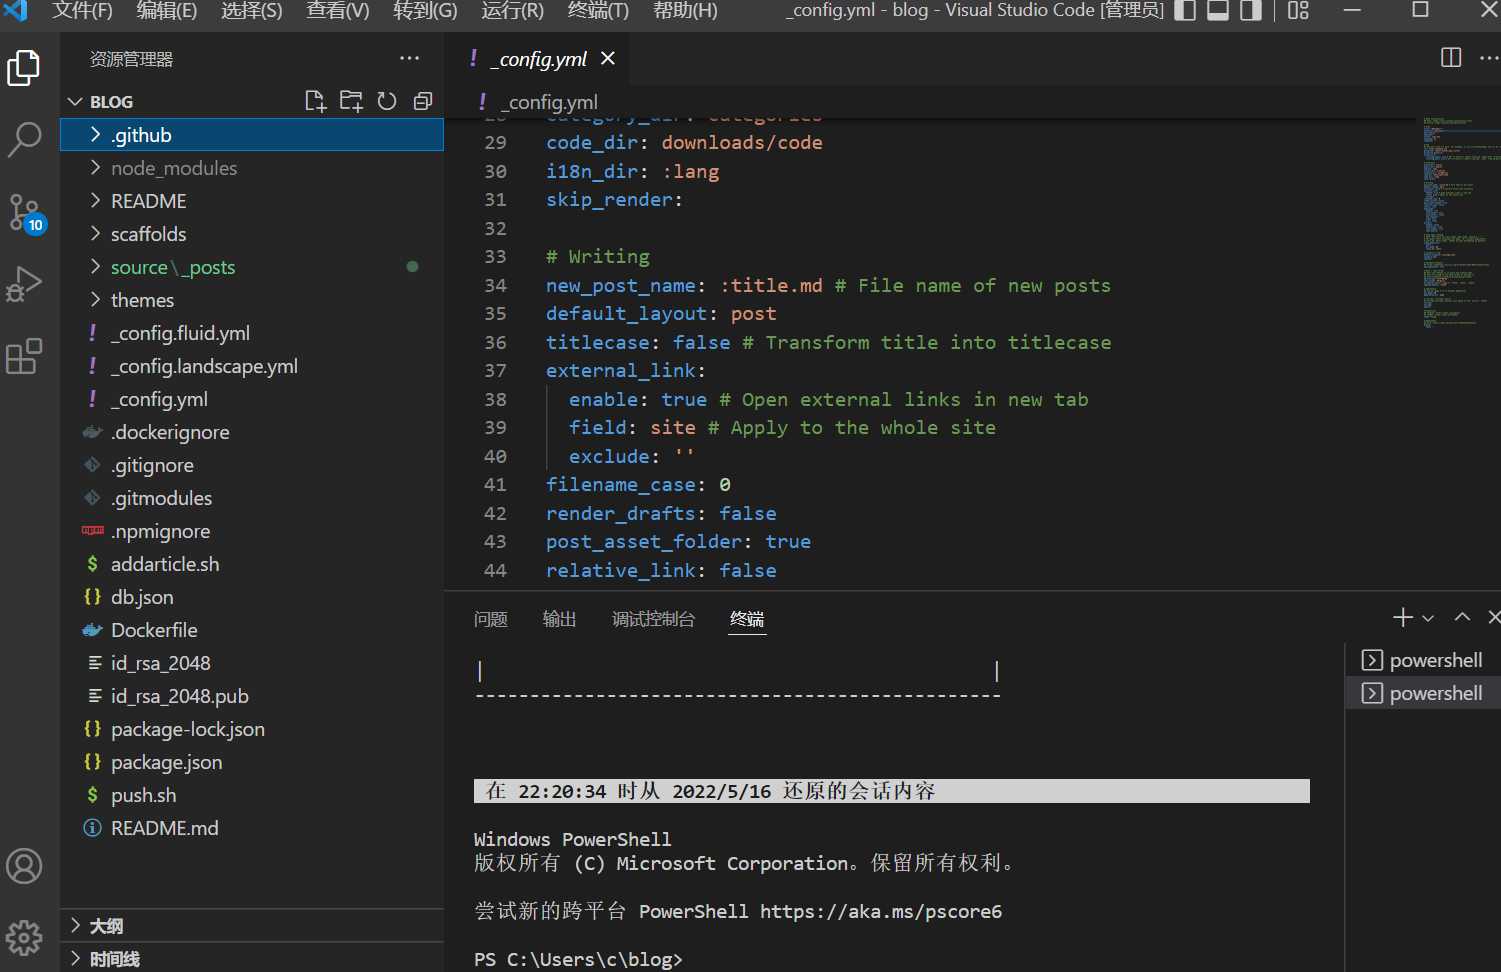 文件(F) 编辑(E) 选择(S) 查看(V) 转到(G) 运行(R) 终端(T) 帮助(H) _config.yml - blog - Visual Studio Code [管理员]
资源管理器
BLOG
.github
node_modules
README
scaffolds
source\_posts
themes
_config.fluid.yml
_config.landscape.yml
_config.yml
.dockerignore
.gitignore
.gitmodules
.npmignore
addarticle.sh
db.json
Dockerfile
id_rsa_2048
id_rsa_2048.pub
package-lock.json
package.json
push.sh
README.md
大纲
时间线
10
_config.yml
_config.yml
28 category_dir: categories
29 code_dir: downloads/code
30 i18n_dir: :lang
31 skip_render:
32
33 # Writing
34 new_post_name: :title.md # File name of new posts
35 default_layout: post
36 titlecase: false # Transform title into titlecase
37 external_link:
38 enable: true # Open external links in new tab
39 field: site # Apply to the whole site
40 exclude: ''
41 filename_case: 0
42 render_drafts: false
43 post_asset_folder: true
44 relative_link: false
问题 输出 调试控制台 终端
在 22:20:34 时从 2022/5/16 还原的会话内容
Windows PowerShell
版权所有 (C) Microsoft Corporation。保留所有权利。
尝试新的跨平台 PowerShell https://aka.ms/pscore6
PS C:\Users\c\blog>
powershell
powershell